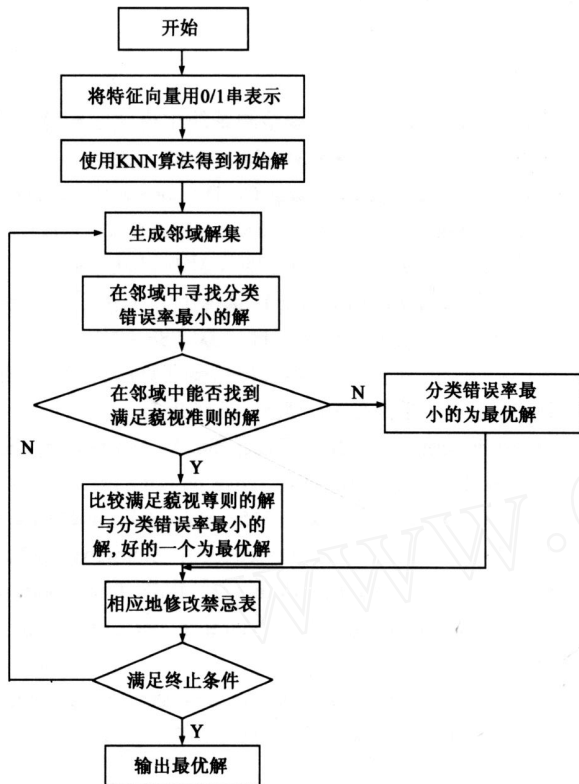 开始
将特征向量用0/1串表示
使用KNN算法得到初始解
生成邻域解集
在邻域中寻找分类
错误率最小的解
在邻域中能否找到
满足藐视准则的解
N
分类错误率最
小的为最优解
N
Y
比较满足藐视尊则的解
与分类错误率最小的
解,好的一个为最优解
相应地修改禁忌表
满足终止条件
Y
输出最优解
www.